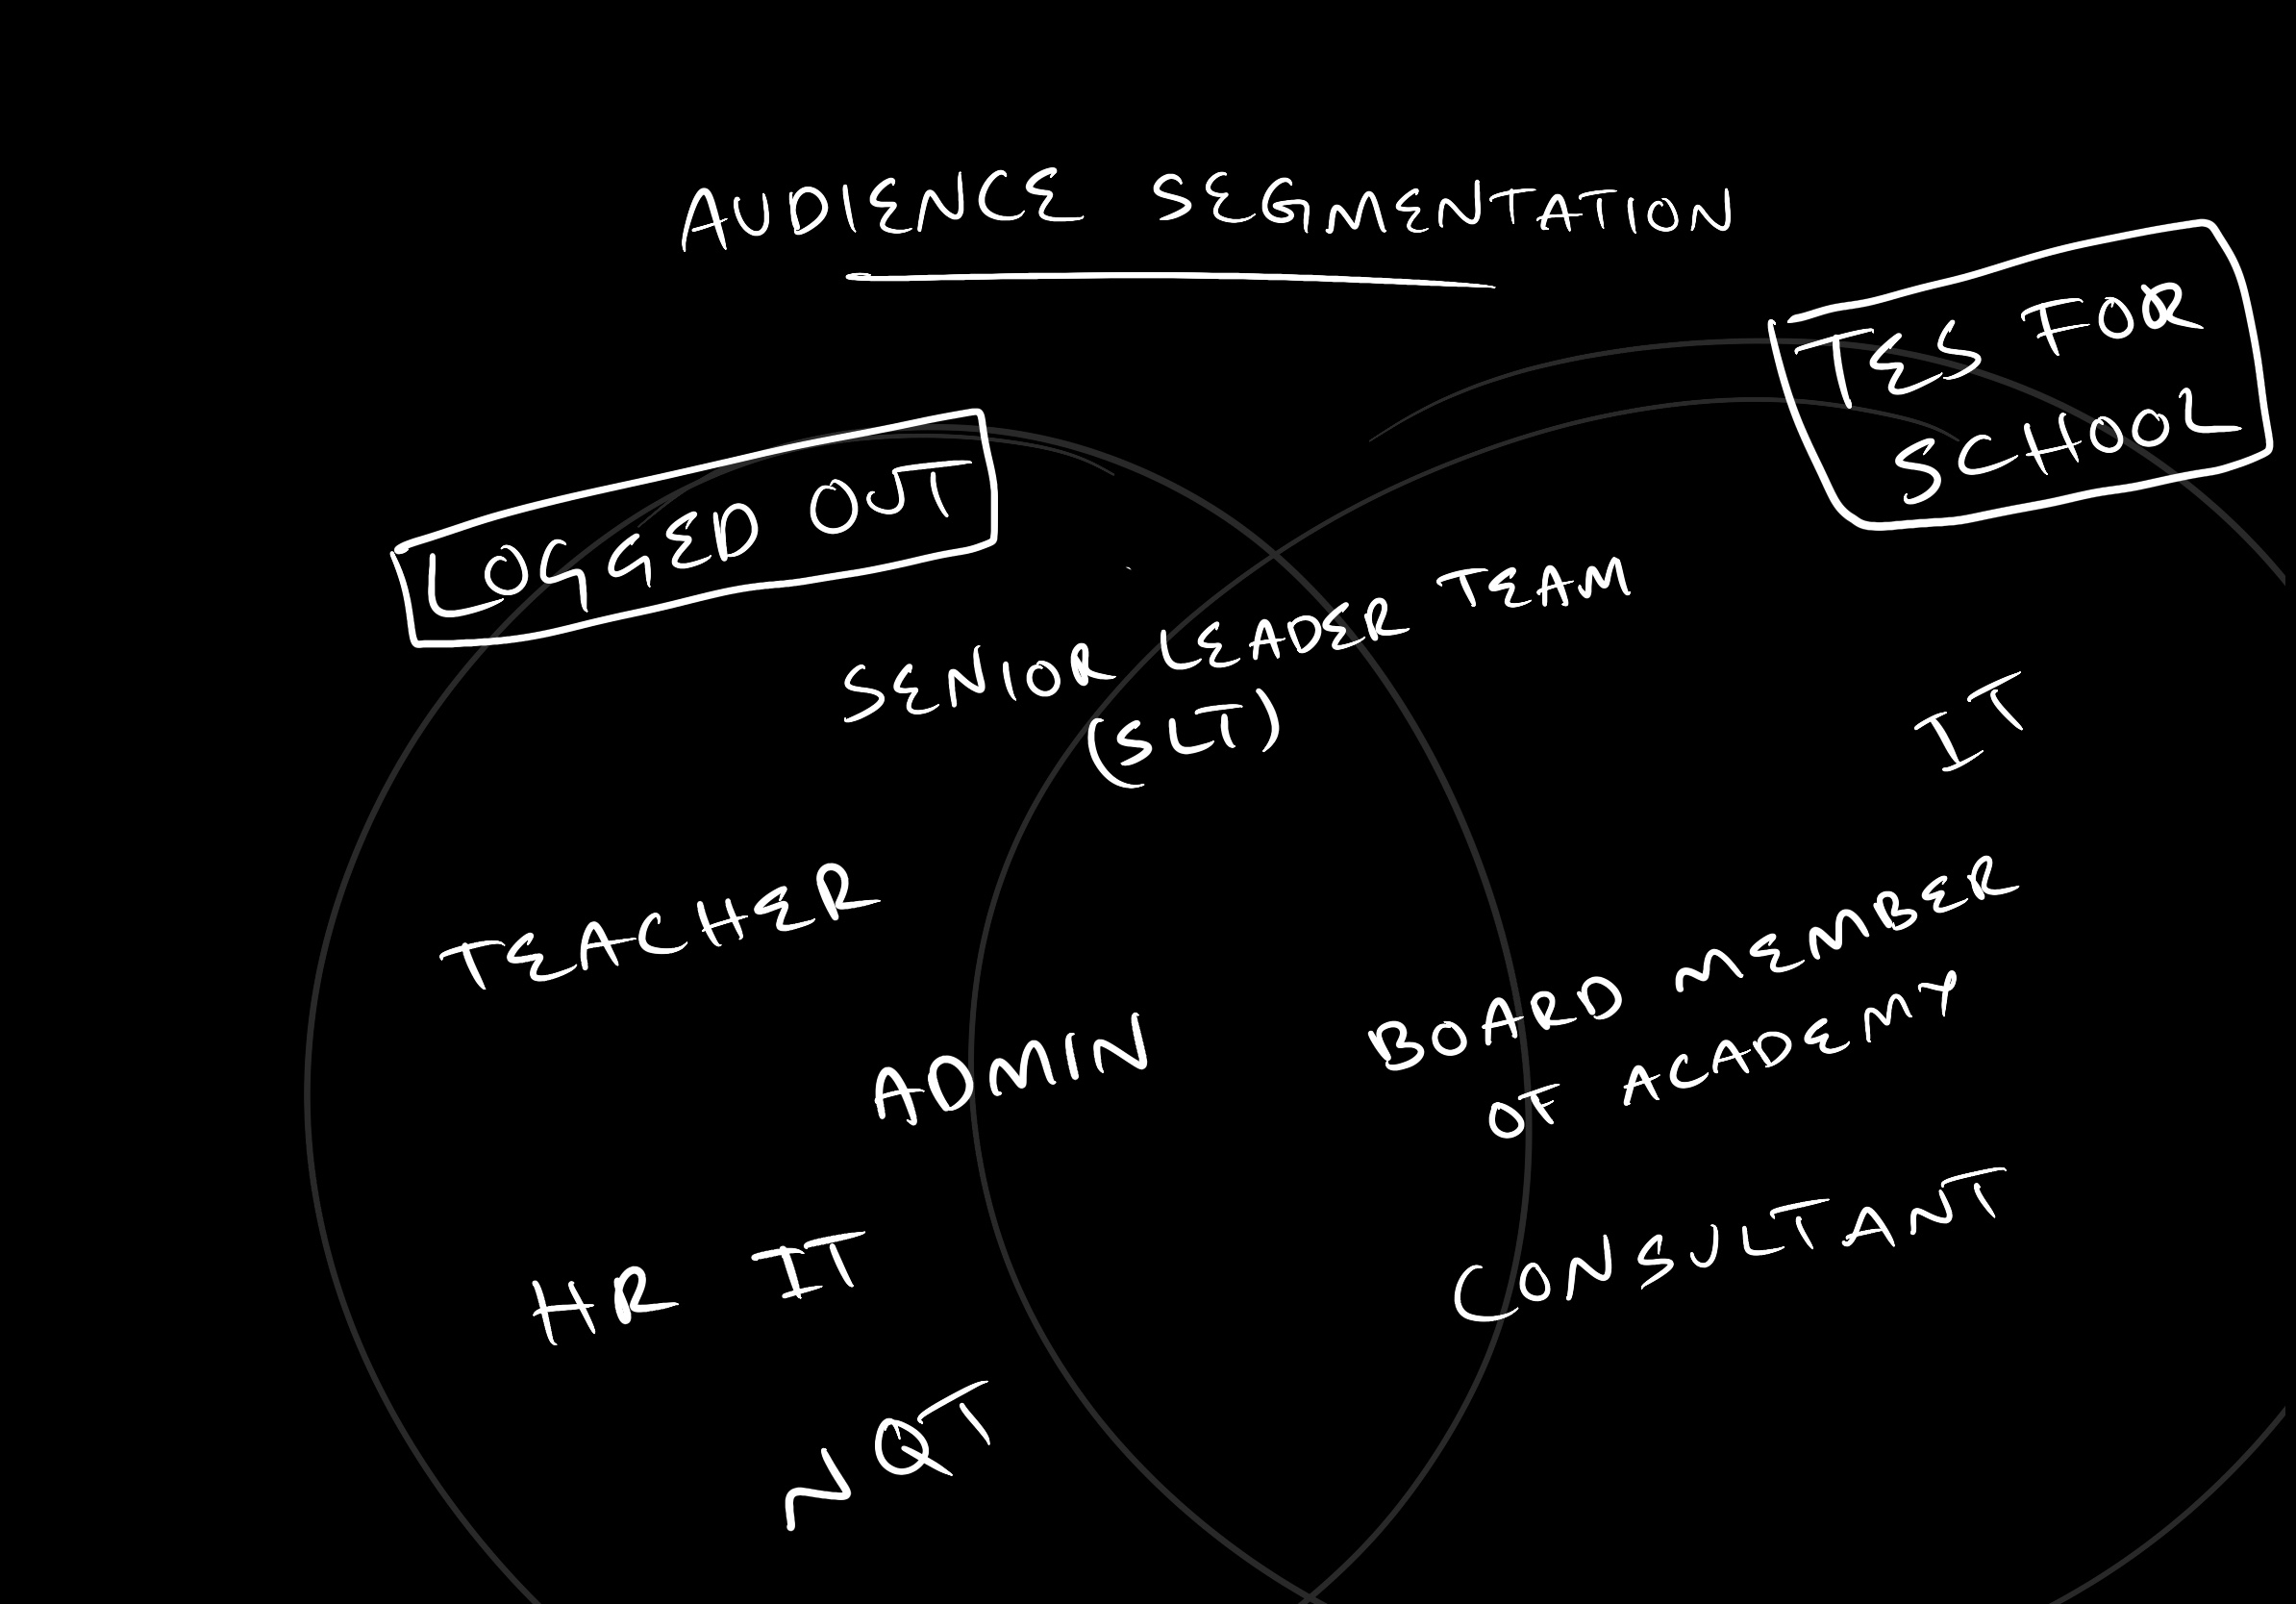 AUDIENCE SEGMENTATION
TES FOR
SCHOOL
LOGGED OUT
SENIOR LEADER TEAM
(SLT)
IT
TEACHER
BOARD MEMBER
OF ACADEMY
ADMIN
CONSULTANT
HR IT
NQT